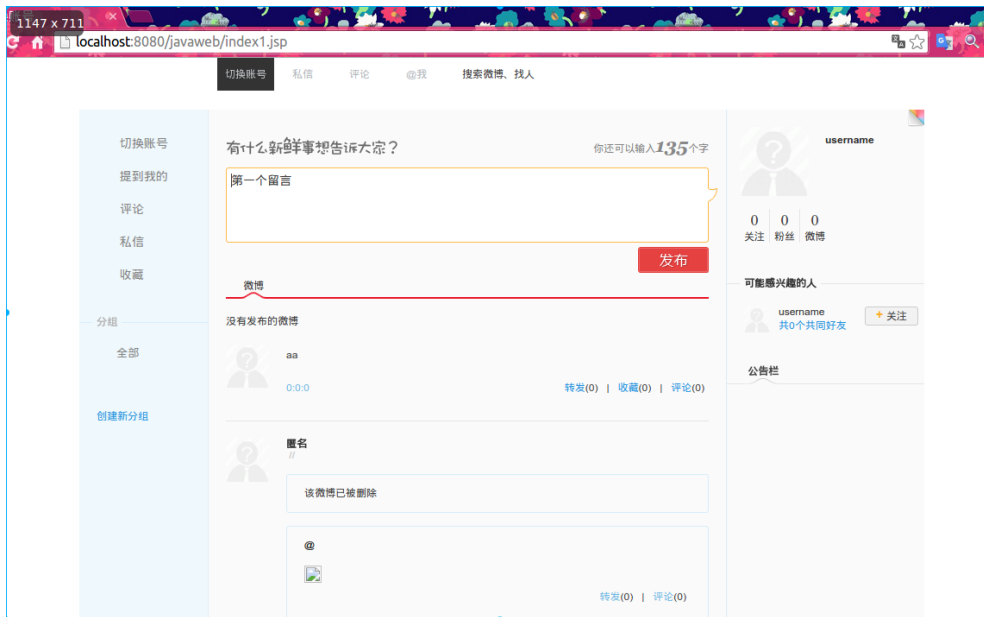 1147 x 711
localhost:8080/javaweb/index1.jsp
切换账号 私信 评论 @我 搜索微博、找人
切换账号
提到我的
评论
私信
收藏
分组
全部
创建新分组
有什么新鲜事想告诉大家？
你还可以输入135个字
第一个留言
发布
微博
没有发布的微博
aa
0:0:0
转发(0) | 收藏(0) | 评论(0)
匿名
//
该微博已被删除
@
转发(0) | 评论(0)
username
0 0 0
关注 粉丝 微博
可能感兴趣的人
username
共0个共同好友
+ 关注
公告栏